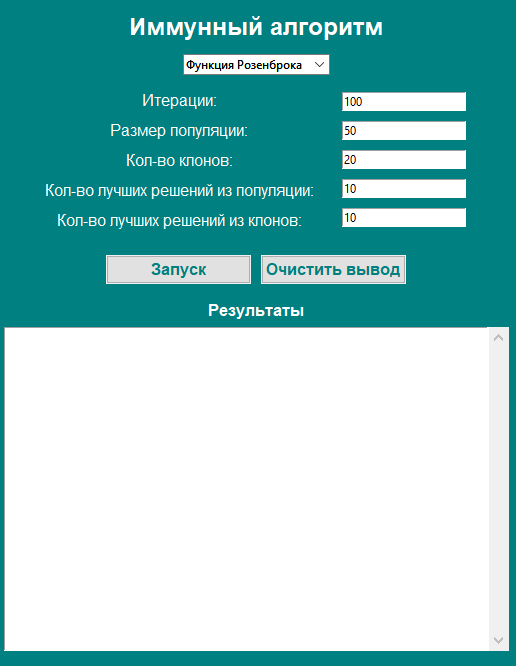 Иммунный алгоритм
Функция Розенброка
Итерации: 100
Размер популяции: 50
Кол-во клонов: 20
Кол-во лучших решений из популяции: 10
Кол-во лучших решений из клонов: 10
Запуск Очистить вывод
Результаты